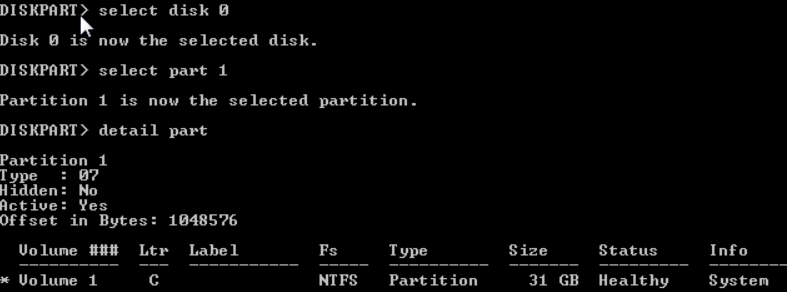 DISKPART> select disk 0
Disk 0 is now the selected disk.
DISKPART> select part 1
Partition 1 is now the selected partition.
DISKPART> detail part
Partition 1
Type  : 07
Hidden: No
Active: Yes
Offset in Bytes: 1048576
  Volume ###  Ltr  Label        Fs     Type        Size     Status     Info
  ----------  ---  -----------  -----  ----------  -------  ---------  --------
* Volume 1     C                NTFS   Partition     31 GB  Healthy    System